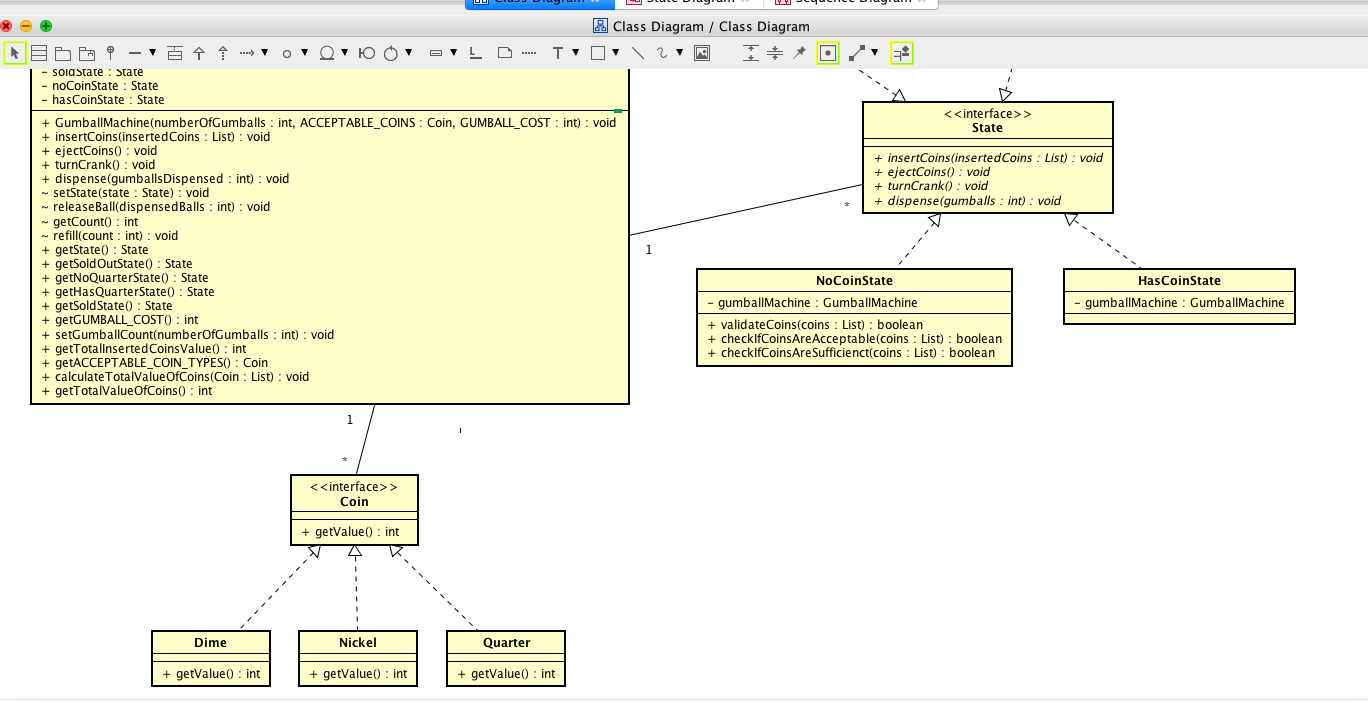 Class Diagram
State Diagram
Sequence Diagram
Class Diagram / Class Diagram
- soldState : State
- noCoinState : State
- hasCoinState : State
+ GumballMachine(numberOfGumballs : int, ACCEPTABLE_COINS : Coin, GUMBALL_COST : int) : void
+ insertCoins(insertedCoins : List) : void
+ ejectCoins() : void
+ turnCrank() : void
+ dispense(gumballsDispensed : int) : void
~ setState(state : State) : void
~ releaseBall(dispensedBalls : int) : void
~ getCount() : int
~ refill(count : int) : void
+ getState() : State
+ getSoldOutState() : State
+ getNoQuarterState() : State
+ getHasQuarterState() : State
+ getSoldState() : State
+ getGUMBALL_COST() : int
+ setGumballCount(numberOfGumballs : int) : void
+ getTotalInsertedCoinsValue() : int
+ getACCEPTABLE_COIN_TYPES() : Coin
+ calculateTotalValueOfCoins(Coin : List) : void
+ getTotalValueOfCoins() : int
<<interface>>
State
+ insertCoins(insertedCoins : List) : void
+ ejectCoins() : void
+ turnCrank() : void
+ dispense(gumballs : int) : void
*
1
NoCoinState
- gumballMachine : GumballMachine
+ validateCoins(coins : List) : boolean
+ checkIfCoinsAreAcceptable(coins : List) : boolean
+ checkIfCoinsAreSufficienct(coins : List) : boolean
HasCoinState
- gumballMachine : GumballMachine
1
*
<<interface>>
Coin
+ getValue() : int
Dime
+ getValue() : int
Nickel
+ getValue() : int
Quarter
+ getValue() : int